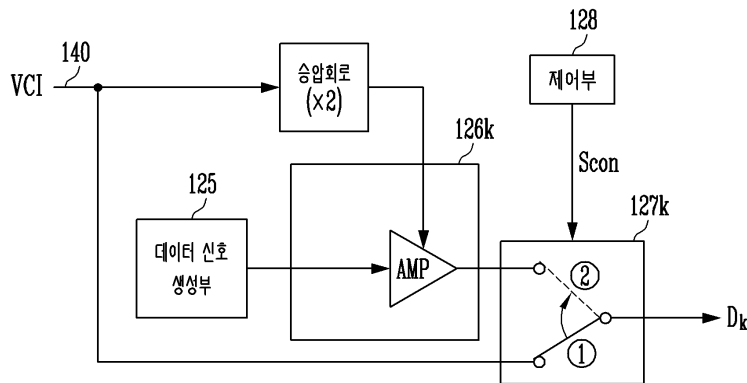 128
140
VCI
승압회로
(×2)
제어부
126k
Scon
125
127k
데이터 신호
생성부
AMP
②
Dk
①